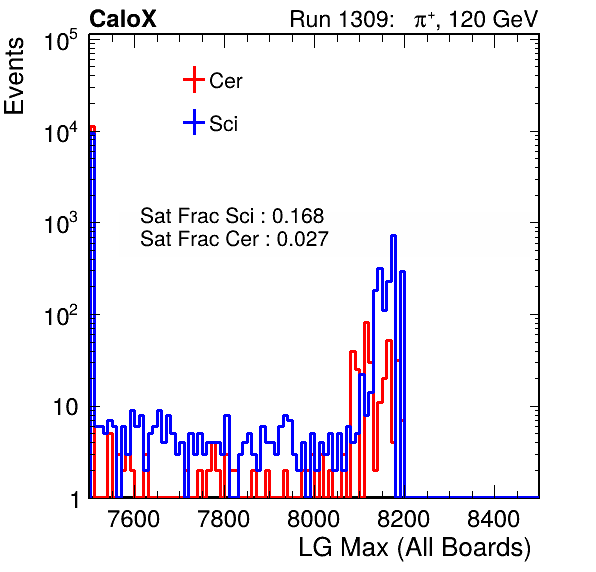 CaloX Run 1309: π⁺, 120 GeV
Events
10⁵
Cer
Sci
10⁴
Sat Frac Sci : 0.168
10³
Sat Frac Cer : 0.027
10²
10
1
7600 7800 8000 8200 8400
LG Max (All Boards)